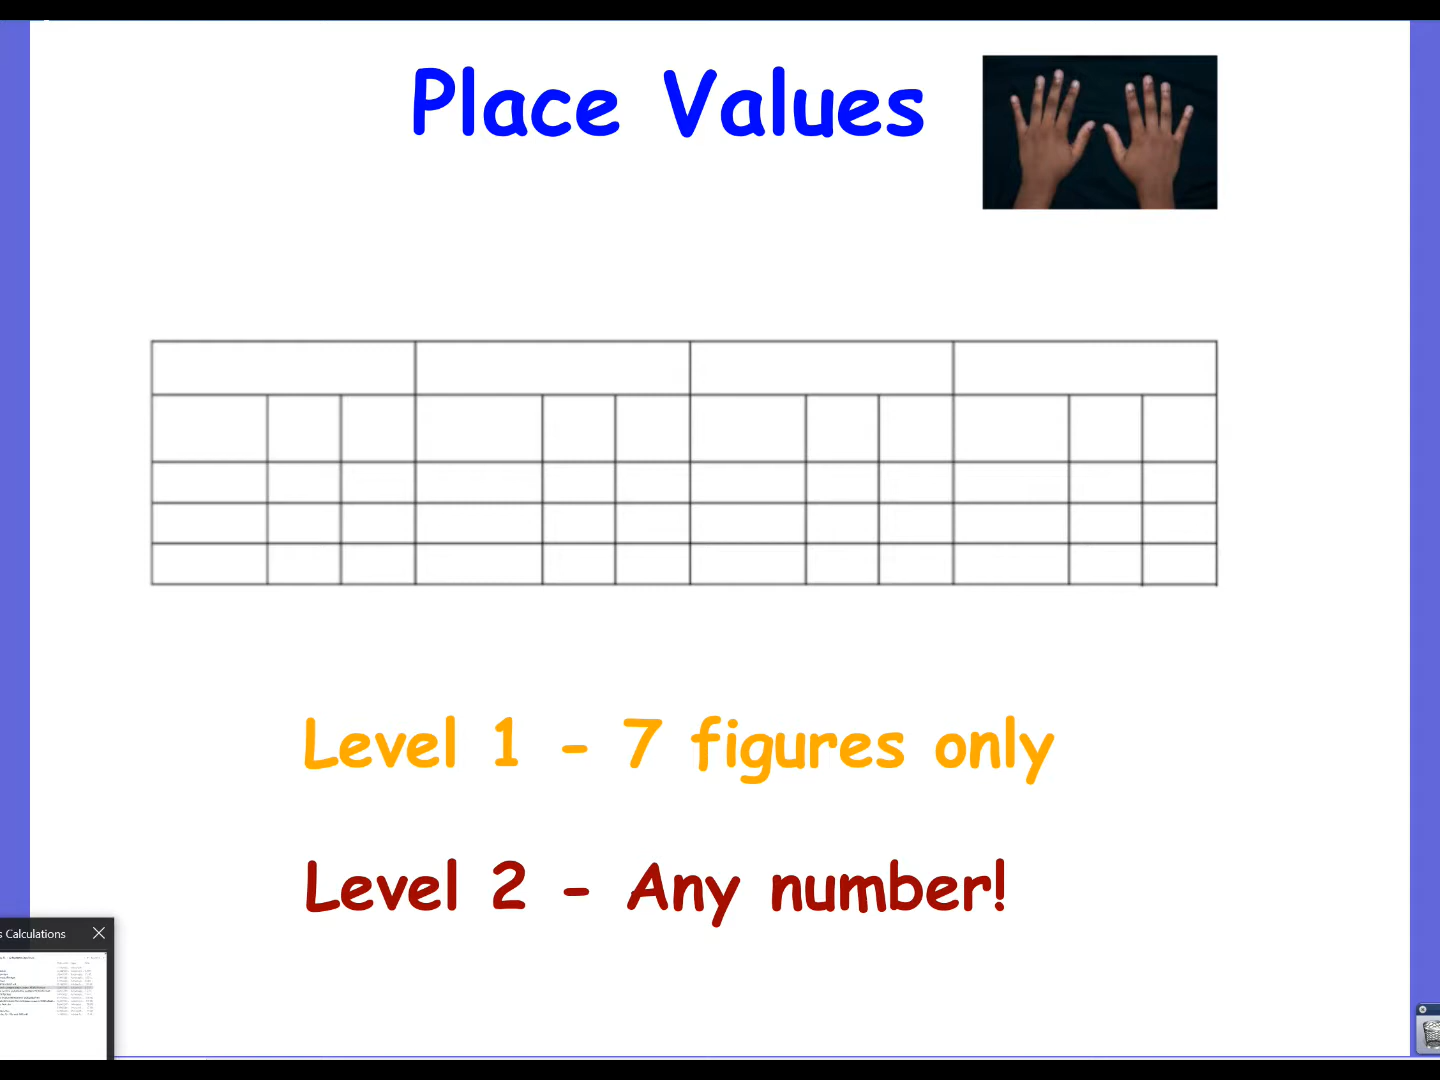 Place Values
Level 1 - 7 figures only
Level 2 - Any number!
s Calculations